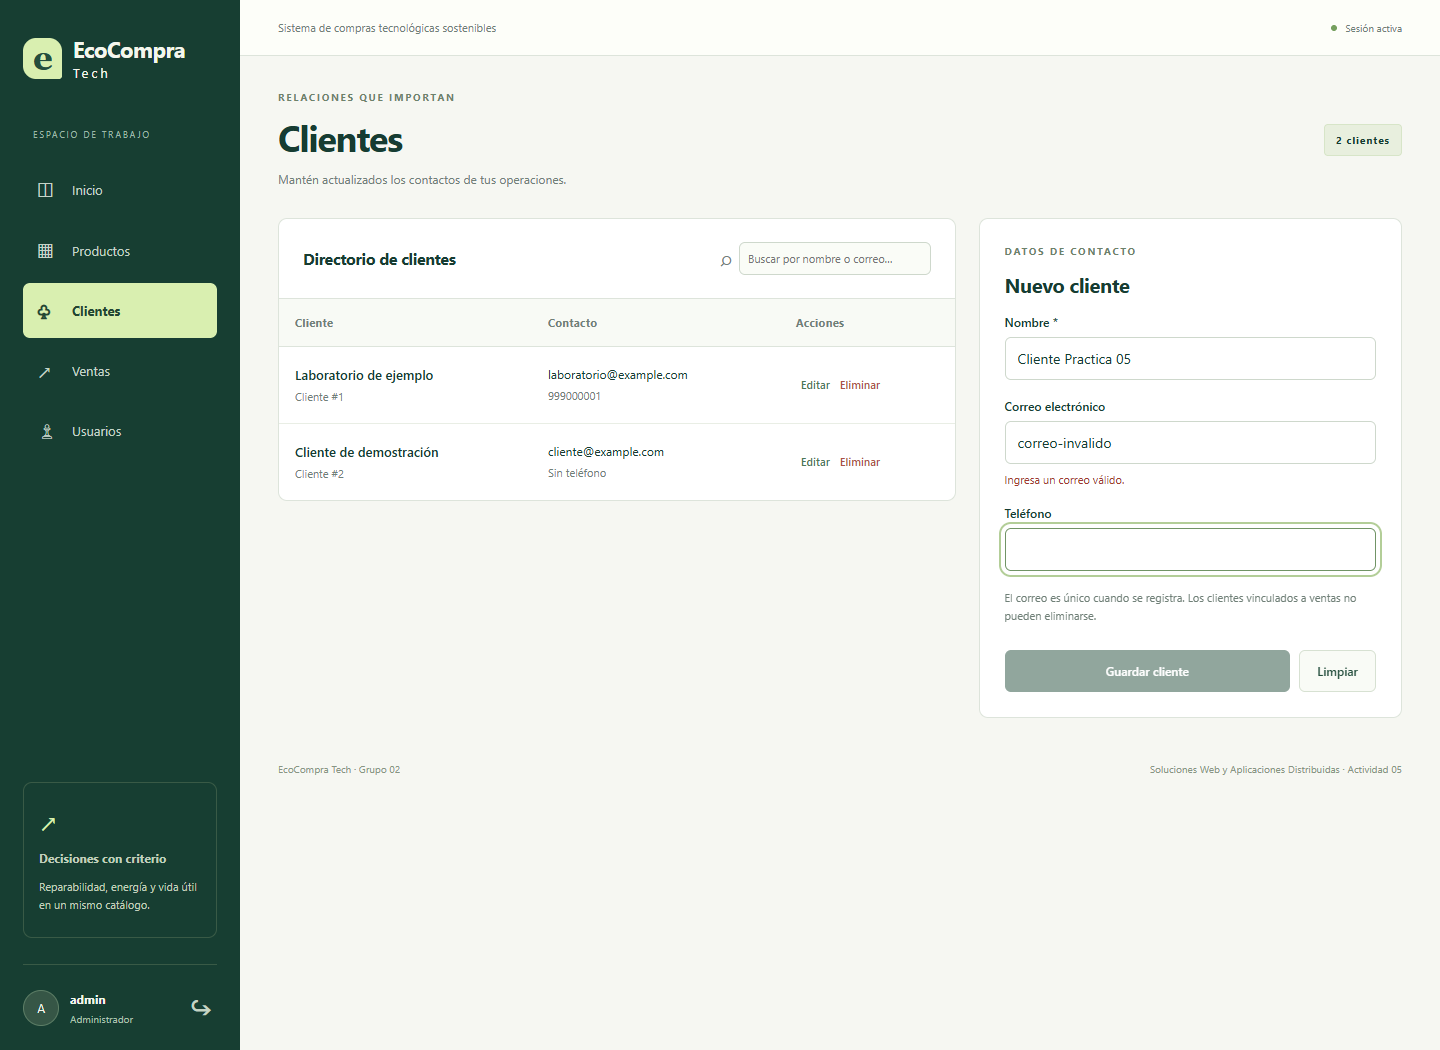 e
EcoCompra
Tech
ESPACIO DE TRABAJO
Inicio
Productos
Clientes
Ventas
Usuarios
Decisiones con criterio
Reparabilidad, energía y vida útil
en un mismo catálogo.
A
admin
Administrador
Sistema de compras tecnológicas sostenibles
Sesión activa
RELACIONES QUE IMPORTAN
Clientes
Mantén actualizados los contactos de tus operaciones.
2 clientes
Directorio de clientes
Buscar por nombre o correo...
Cliente Contacto Acciones
Laboratorio de ejemplo
Cliente #1
laboratorio@example.com
999000001
Editar Eliminar
Cliente de demostración
Cliente #2
cliente@example.com
Sin teléfono
Editar Eliminar
DATOS DE CONTACTO
Nuevo cliente
Nombre *
Cliente Practica 05
Correo electrónico
correo-invalido
Ingresa un correo válido.
Teléfono
El correo es único cuando se registra. Los clientes vinculados a ventas no
pueden eliminarse.
Guardar cliente
Limpiar
EcoCompra Tech · Grupo 02
Soluciones Web y Aplicaciones Distribuidas · Actividad 05